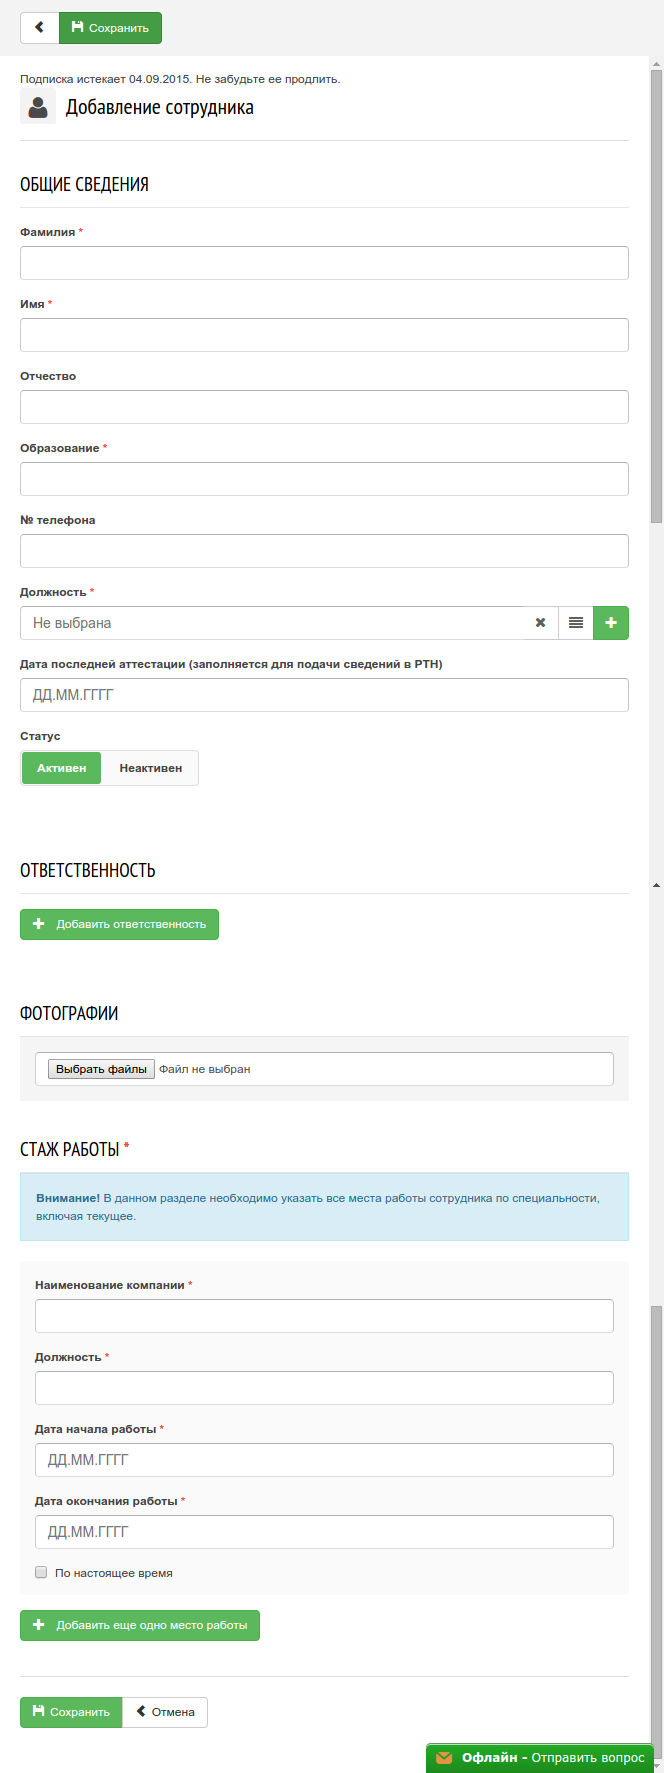 Сохранить
Подписка истекает 04.09.2015. Не забудьте ее продлить.
Добавление сотрудника
ОБЩИЕ СВЕДЕНИЯ
Фамилия *
Имя *
Отчество
Образование *
№ телефона
Должность *
Не выбрана
Дата последней аттестации (заполняется для подачи сведений в РТН)
ДД.ММ.ГГГГ
Статус
Активен Неактивен
ОТВЕТСТВЕННОСТЬ
Добавить ответственность
ФОТОГРАФИИ
Выбрать файлы Файл не выбран
СТАЖ РАБОТЫ *
Внимание! В данном разделе необходимо указать все места работы сотрудника по специальности,
включая текущее.
Наименование компании *
Должность *
Дата начала работы *
ДД.ММ.ГГГГ
Дата окончания работы *
ДД.ММ.ГГГГ
По настоящее время
Добавить еще одно место работы
Сохранить Отмена
Офлайн - Отправить вопрос